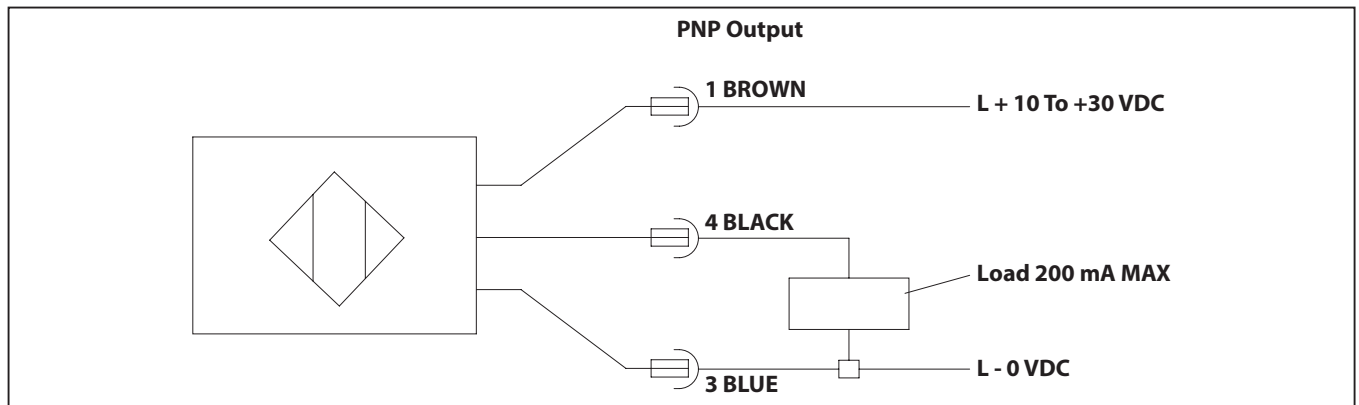 PNP Output
1 BROWN
L + 10 To +30 VDC
4 BLACK
Load 200 mA MAX
L - 0 VDC
3 BLUE